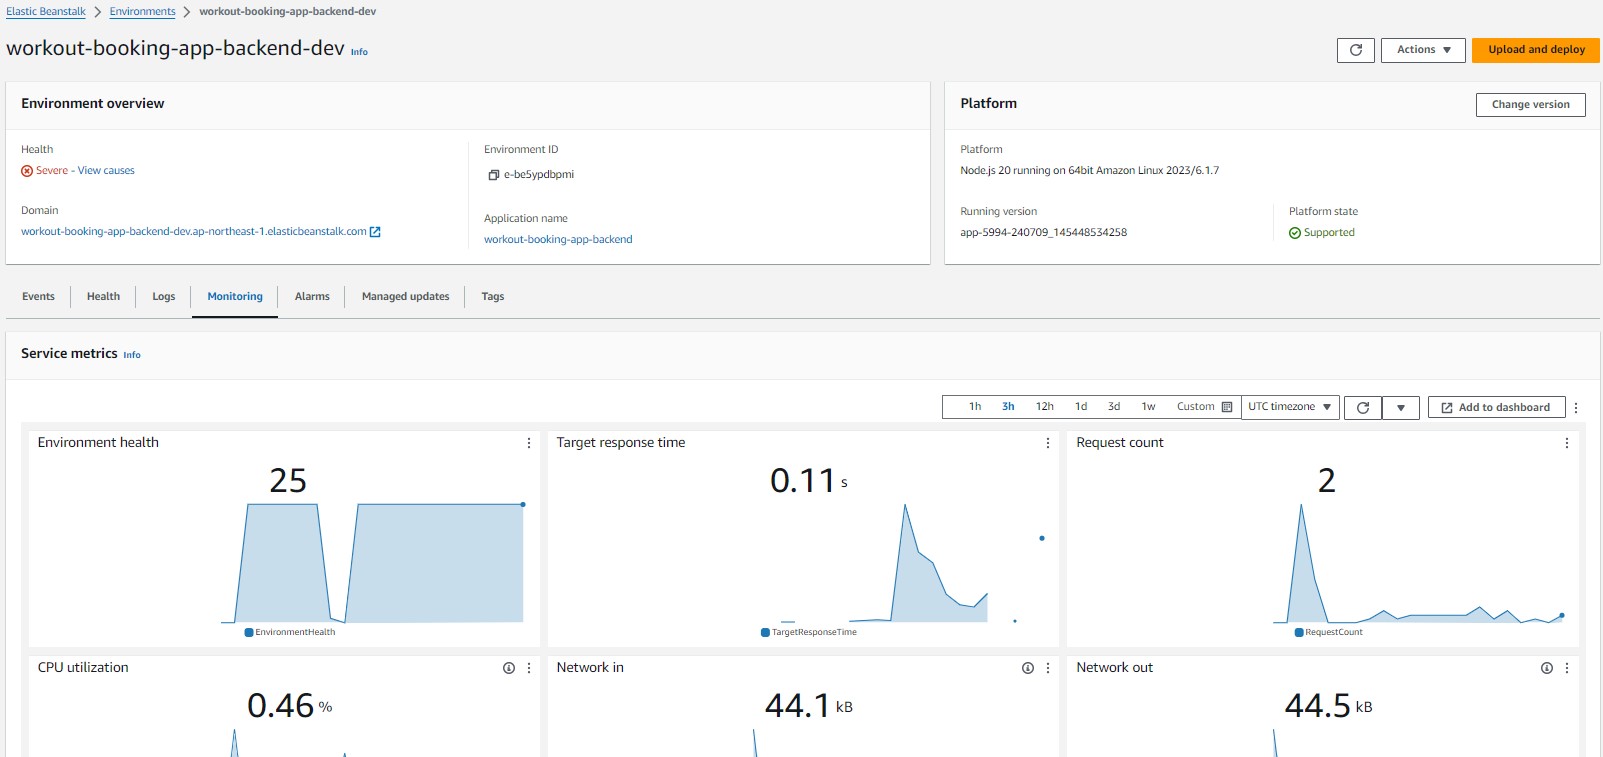 Elastic Beanstalk > Environments > workout-booking-app-backend-dev
workout-booking-app-backend-dev Info
Actions
Upload and deploy
Environment overview
Health
Severe - View causes
Domain
workout-booking-app-backend-dev.ap-northeast-1.elasticbeanstalk.com
Environment ID
e-be5ypdbpmi
Application name
workout-booking-app-backend
Platform
Change version
Platform
Node.js 20 running on 64bit Amazon Linux 2023/6.1.7
Running version
app-5994-240709_145448534258
Platform state
Supported
Events
Health
Logs
Monitoring
Alarms
Managed updates
Tags
Service metrics Info
1h 3h 12h 1d 3d 1w Custom
UTC timezone
Add to dashboard
Environment health
25
EnvironmentHealth
Target response time
0.11 s
TargetResponseTime
Request count
2
RequestCount
CPU utilization
0.46 %
Network in
44.1 kB
Network out
44.5 kB